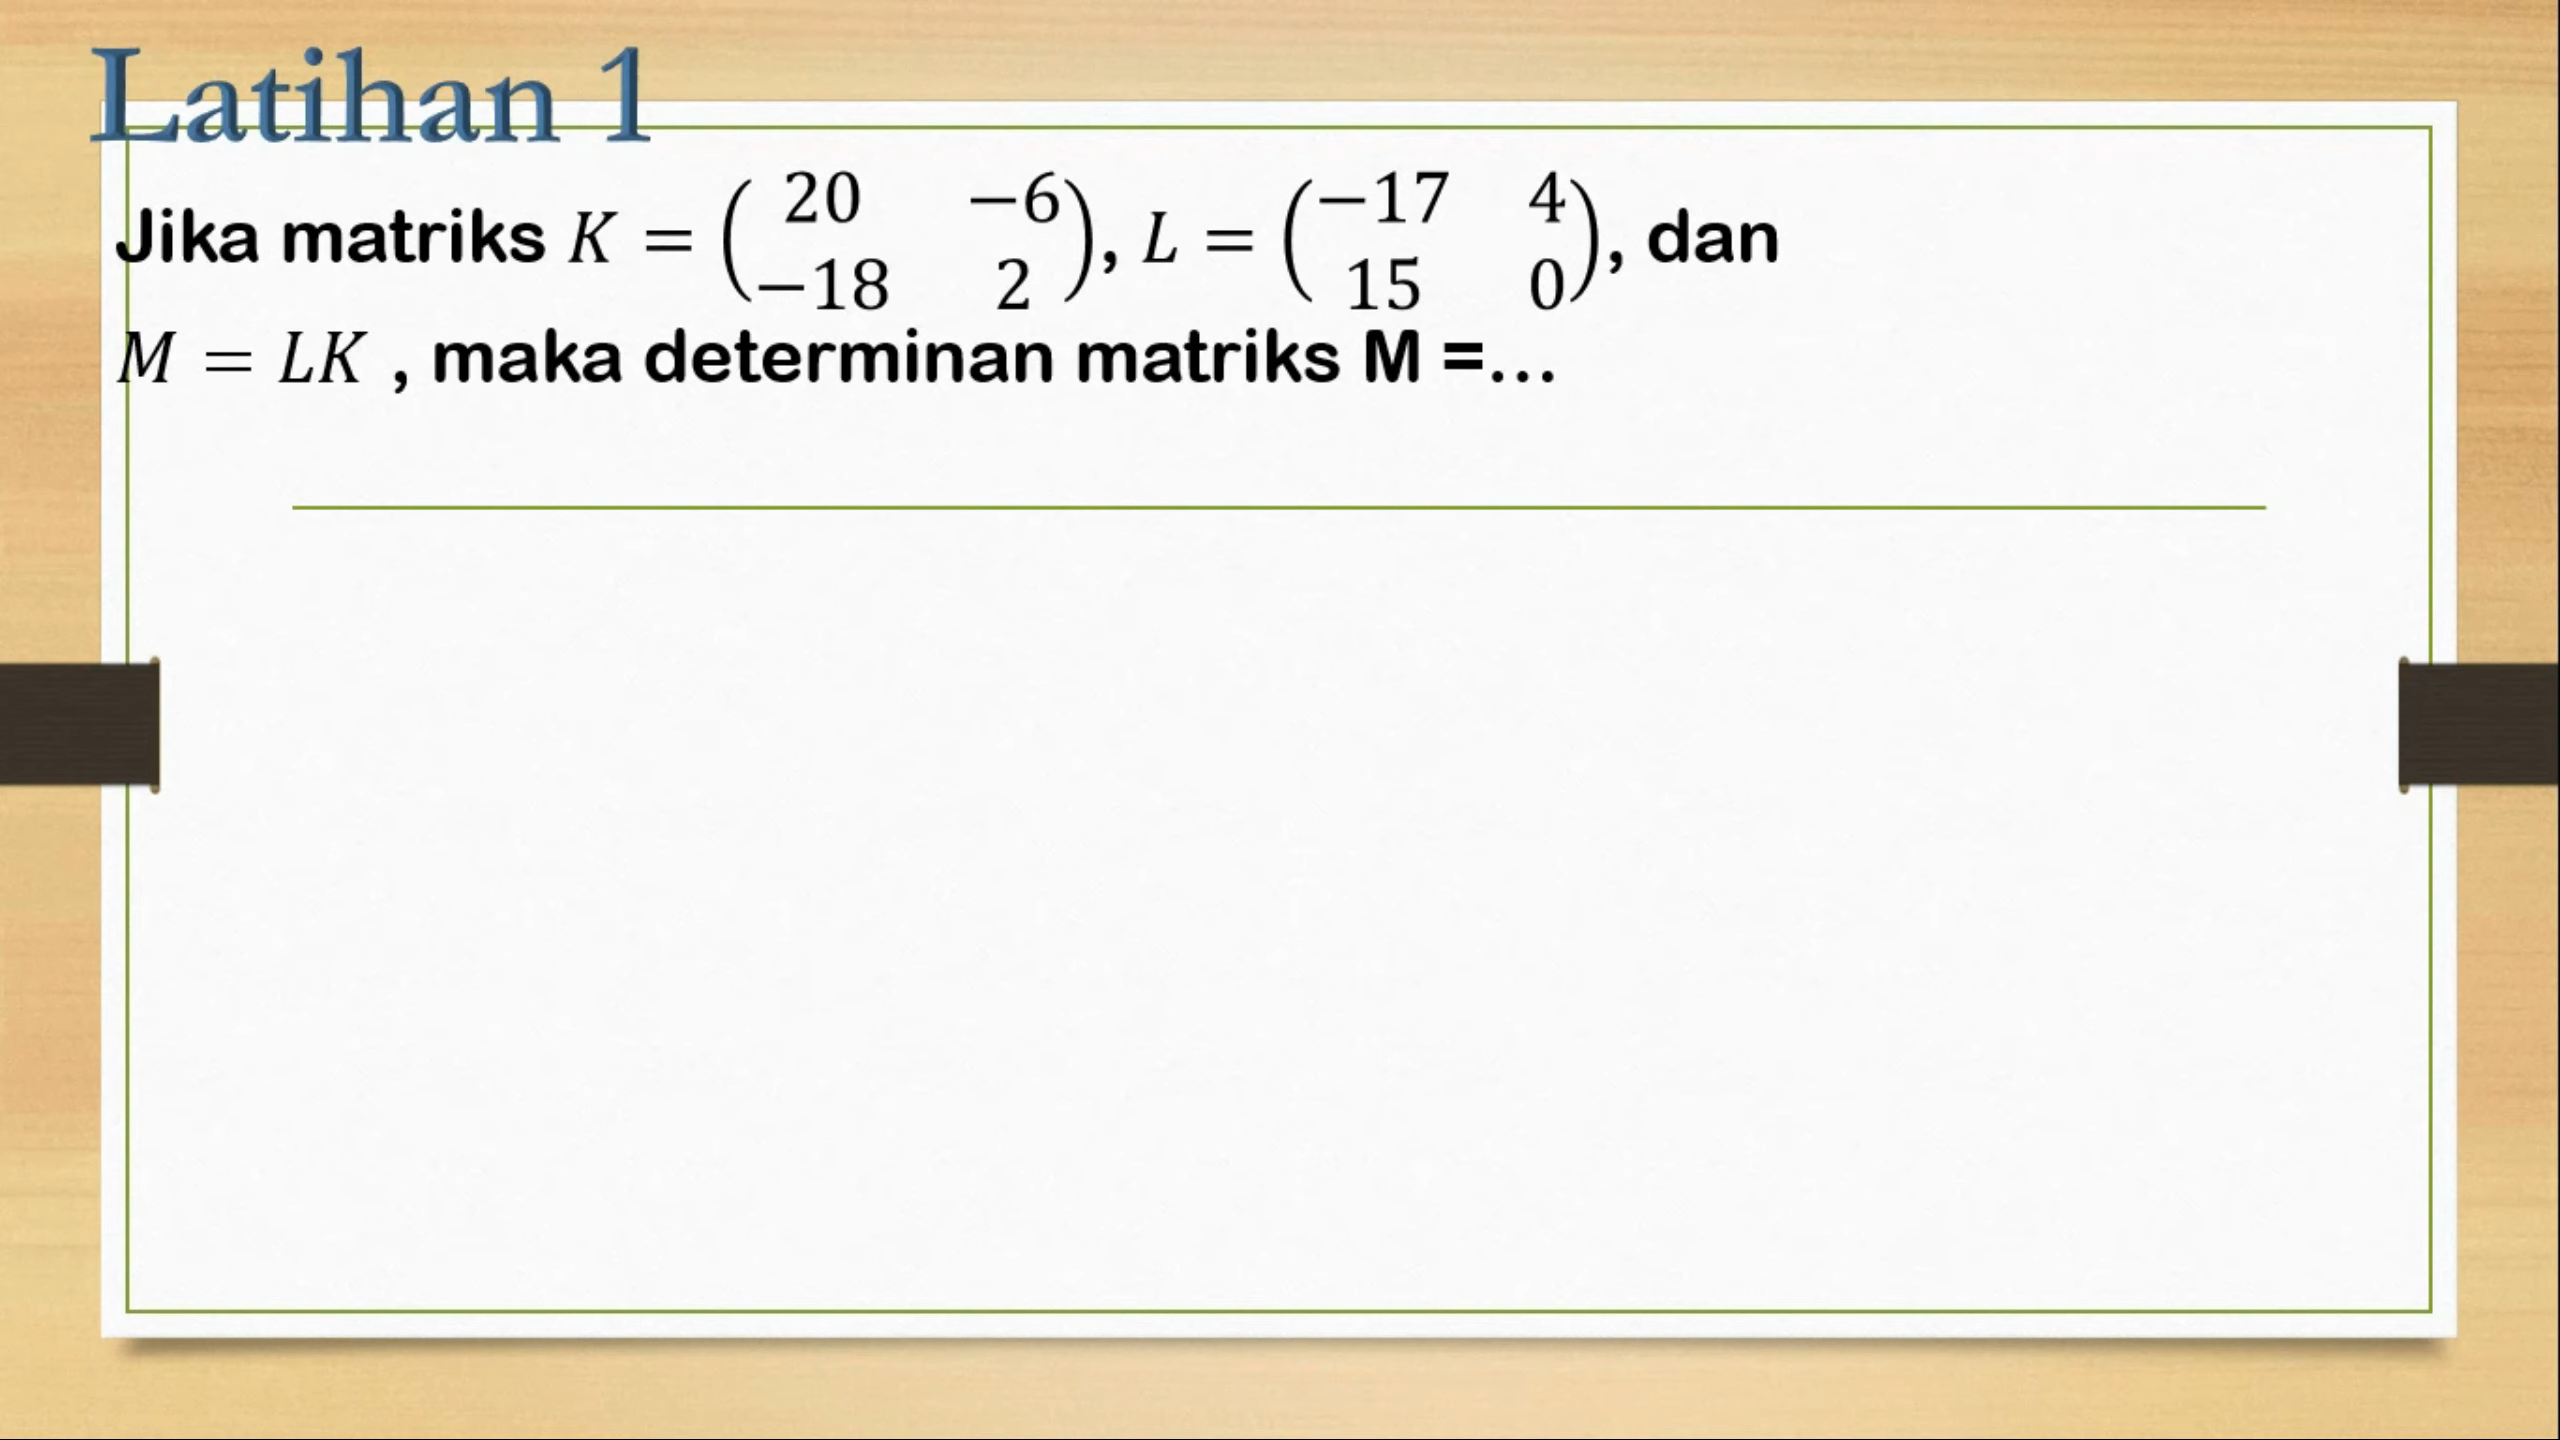 Latihan 1
Jika matriks K = (20 −6
−18 2), L = (−17 4
15 0), dan
M = LK , maka determinan matriks M =…